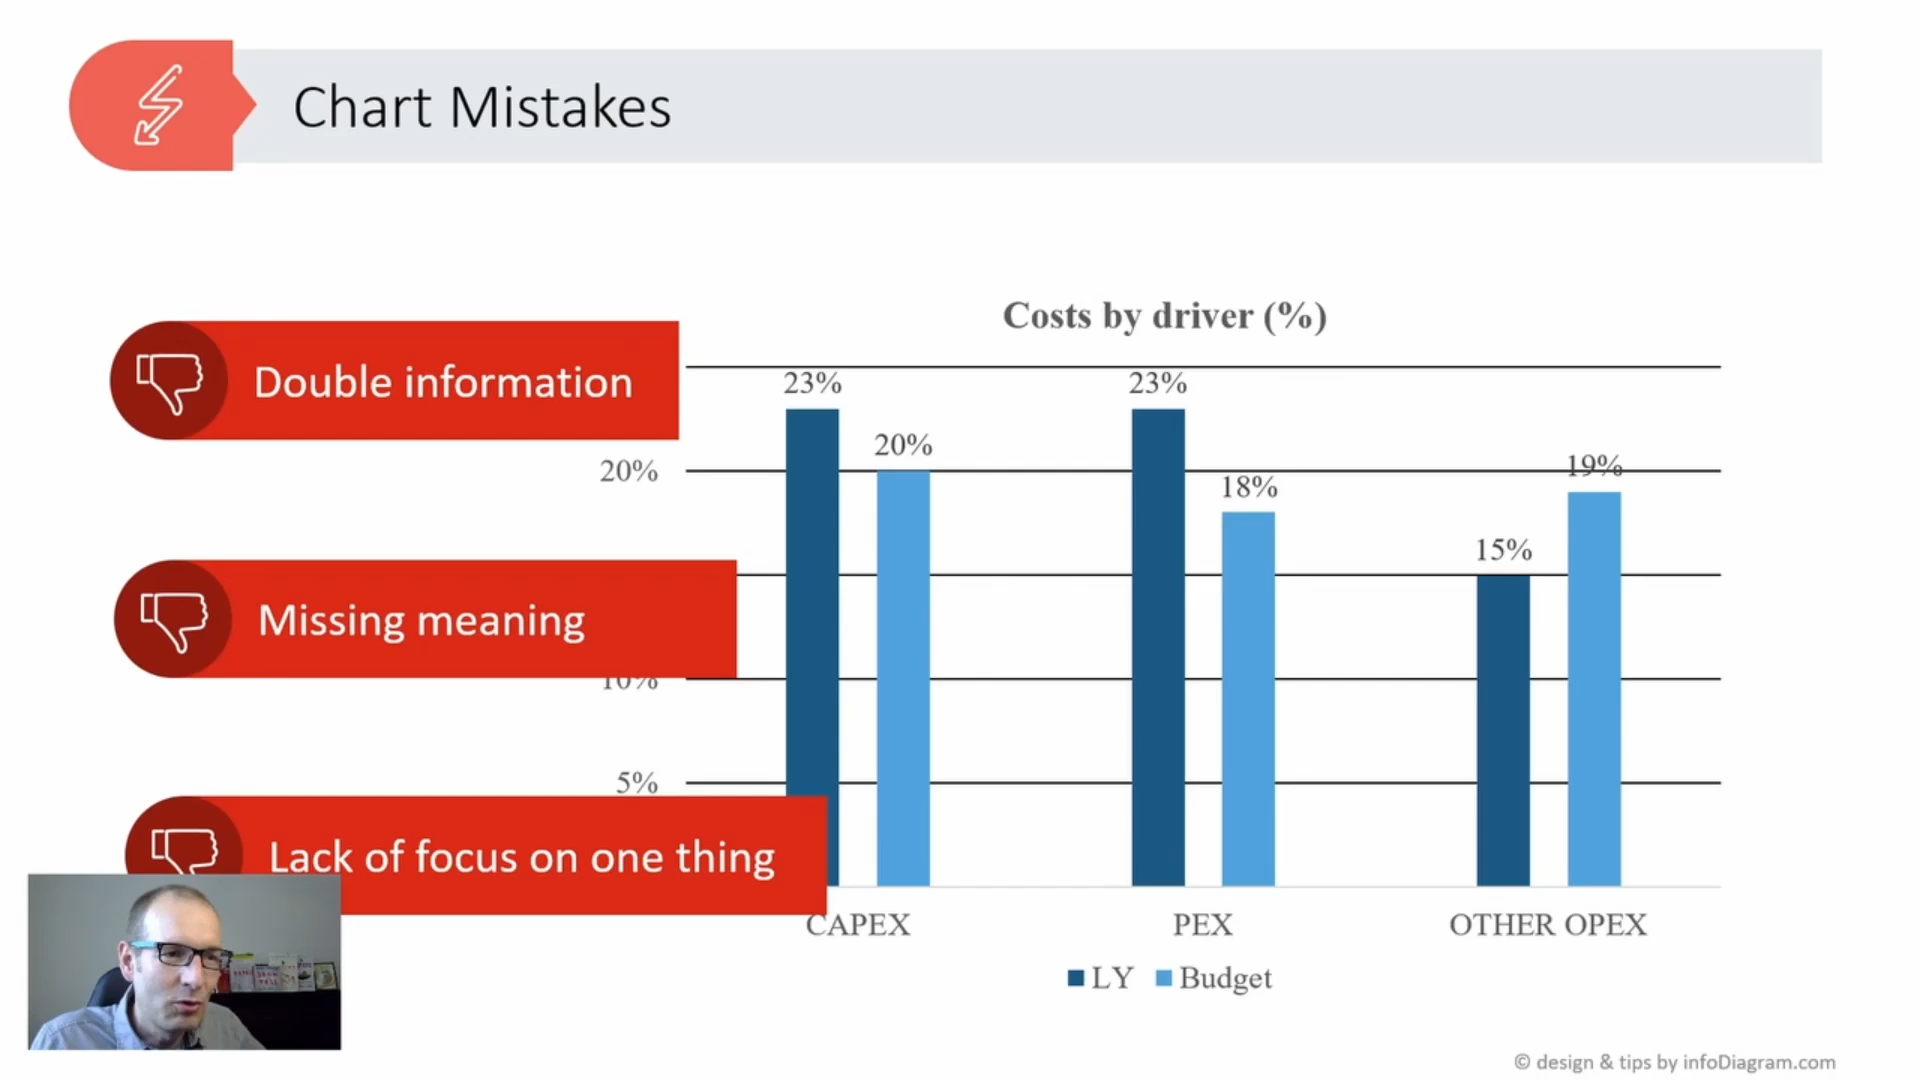 Chart Mistakes
Costs by driver (%)
Double information
23%
23%
20%
20%
19%
18%
15%
Missing meaning
10%
5%
Lack of focus on one thing
CAPEX
PEX
OTHER OPEX
LY
Budget
© design & tips by infoDiagram.com